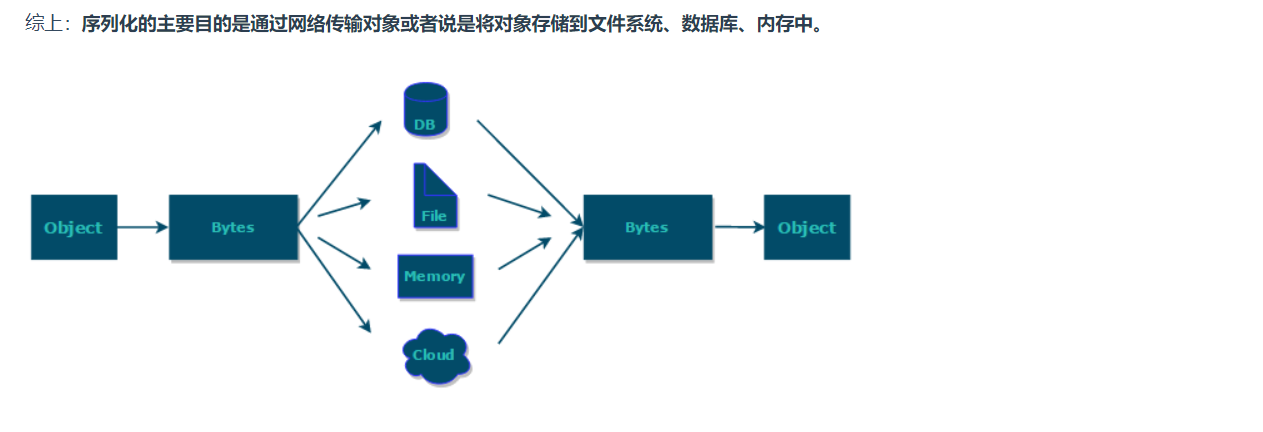 综上：序列化的主要目的是通过网络传输对象或者说是将对象存储到文件系统、数据库、内存中。
DB
File
Object
Bytes
Bytes
Object
Memory
Cloud